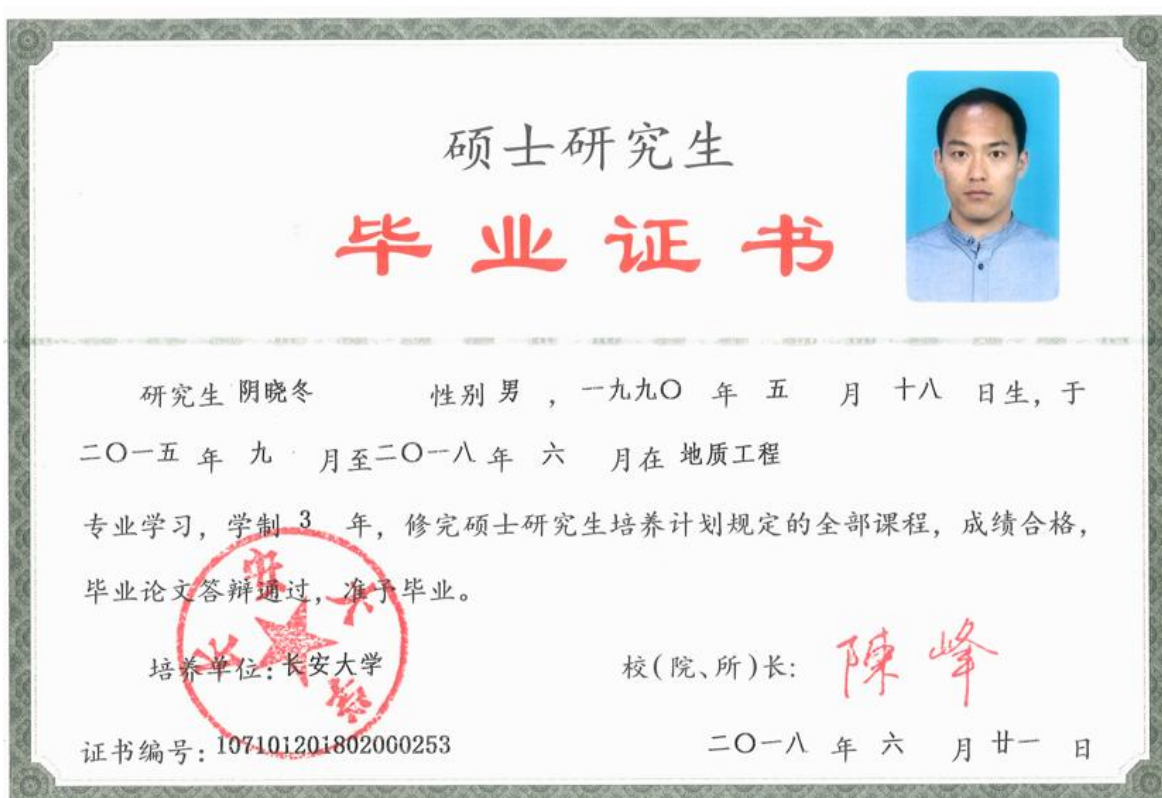 硕士研究生
毕业证书
研究生 阴晓冬 性别 男 ，一九九〇 年 五 月 十八 日生，于
二〇一五 年 九 月至二〇一八 年 六 月在 地质工程
专业学习，学制 3 年，修完硕士研究生培养计划规定的全部课程，成绩合格，
毕业论文答辩通过，准予毕业。
培养单位：长安大学 校(院、所)长: 陳峰
证书编号：107101201802000253 二〇一八 年 六 月 廿一 日
长安大学